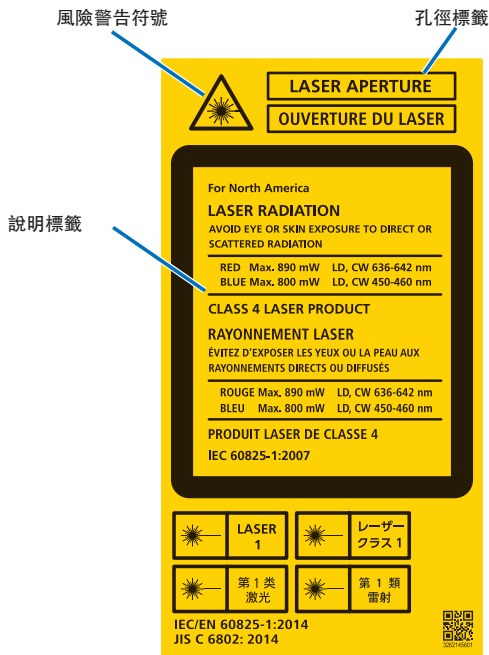 風險警告符號
孔徑標籤
LASER APERTURE
OUVERTURE DU LASER
說明標籤
For North America
LASER RADIATION
AVOID EYE OR SKIN EXPOSURE TO DIRECT OR
SCATTERED RADIATION
RED Max. 890 mW LD, CW 636-642 nm
BLUE Max. 800 mW LD, CW 450-460 nm
CLASS 4 LASER PRODUCT
RAYONNEMENT LASER
ÉVITEZ D'EXPOSER LES YEUX OU LA PEAU AUX
RAYONNEMENTS DIRECTS OU DIFFUSÉS
ROUGE Max. 890 mW LD, CW 636-642 nm
BLEU Max. 800 mW LD, CW 450-460 nm
PRODUIT LASER DE CLASSE 4
IEC 60825-1:2007
LASER
1
レーザー
クラス 1
第 1 类
激光
第 1 類
雷射
IEC/EN 60825-1:2014
JIS C 6802: 2014
3262145601